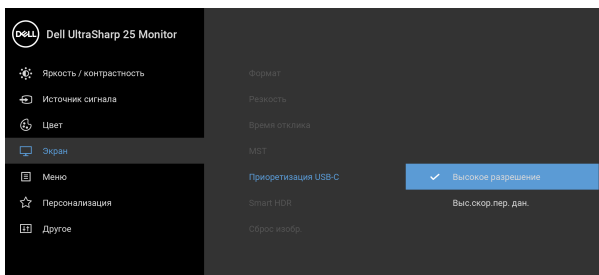 DELL Dell UltraSharp 25 Monitor
Яркость / контрастность
Формат
Источник сигнала
Резкость
Цвет
Время отклика
Экран
MST
Меню
Приоретизация USB-C
Высокое разрешение
Персонализация
Smart HDR
Выс.скор.пер. дан.
Другое
Сброс изобр.